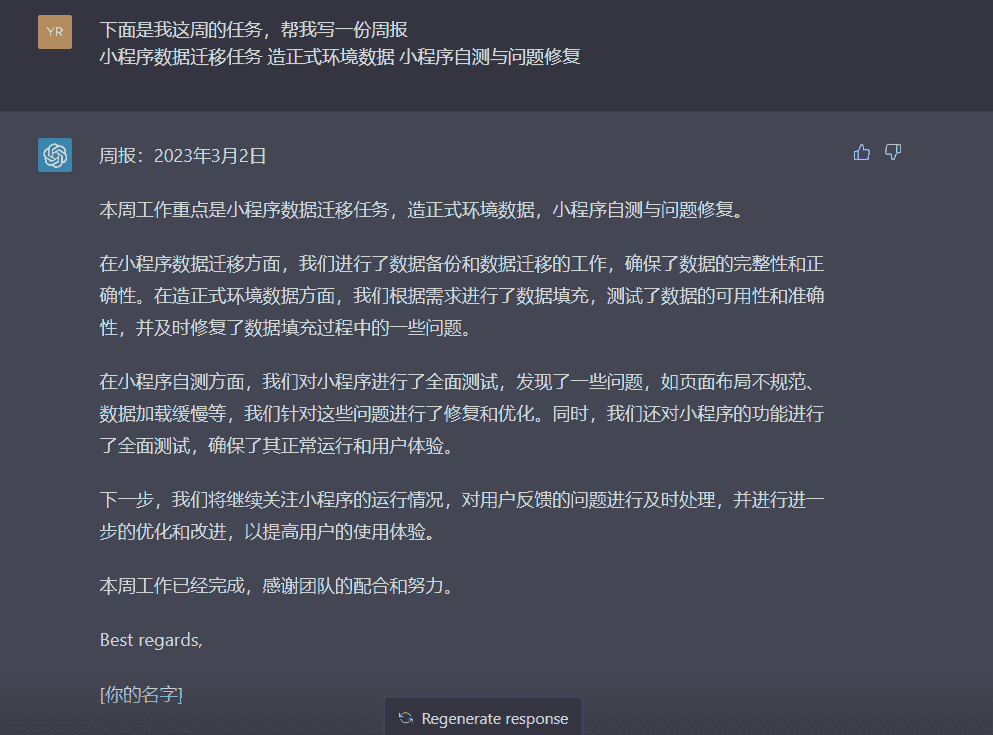 YR
下面是我这周的任务，帮我写一份周报
小程序数据迁移任务 造正式环境数据 小程序自测与问题修复
周报：2023年3月2日
本周工作重点是小程序数据迁移任务，造正式环境数据，小程序自测与问题修复。
在小程序数据迁移方面，我们进行了数据备份和数据迁移的工作，确保了数据的完整性和正
确性。在造正式环境数据方面，我们根据需求进行了数据填充，测试了数据的可用性和准确
性，并及时修复了数据填充过程中的一些问题。
在小程序自测方面，我们对小程序进行了全面测试，发现了一些问题，如页面布局不规范、
数据加载缓慢等，我们针对这些问题进行了修复和优化。同时，我们还对小程序的功能进行
了全面测试，确保了其正常运行和用户体验。
下一步，我们将继续关注小程序的运行情况，对用户反馈的问题进行及时处理，并进行进一
步的优化和改进，以提高用户的使用体验。
本周工作已经完成，感谢团队的配合和努力。
Best regards,
[你的名字]
Regenerate response